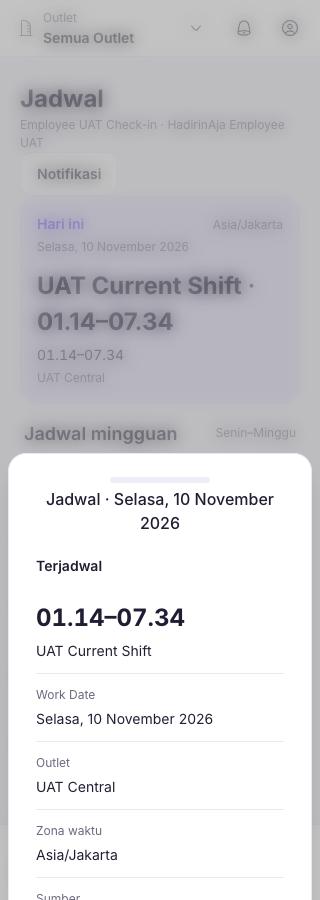 Outlet
Semua Outlet
Jadwal
Employee UAT Check-in · HadirinAja Employee
UAT
Notifikasi
Hari ini
Asia/Jakarta
Selasa, 10 November 2026
UAT Current Shift ·
01.14–07.34
01.14–07.34
UAT Central
Jadwal mingguan
Senin–Minggu
Jadwal · Selasa, 10 November
2026
Terjadwal
01.14–07.34
UAT Current Shift
Work Date
Selasa, 10 November 2026
Outlet
UAT Central
Zona waktu
Asia/Jakarta
Sumber